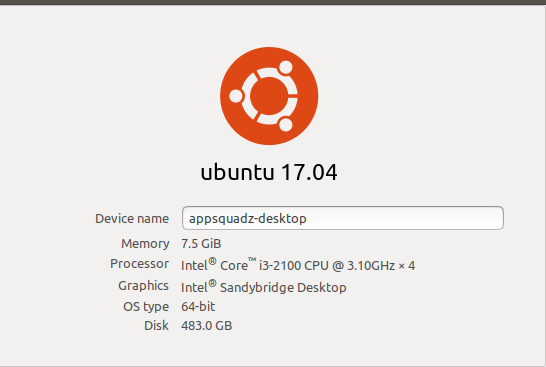 ubuntu 17.04
Device name appsquadz-desktop
Memory 7.5 GiB
Processor Intel® Core™ i3-2100 CPU @ 3.10GHz × 4
Graphics Intel® Sandybridge Desktop
OS type 64-bit
Disk 483.0 GB